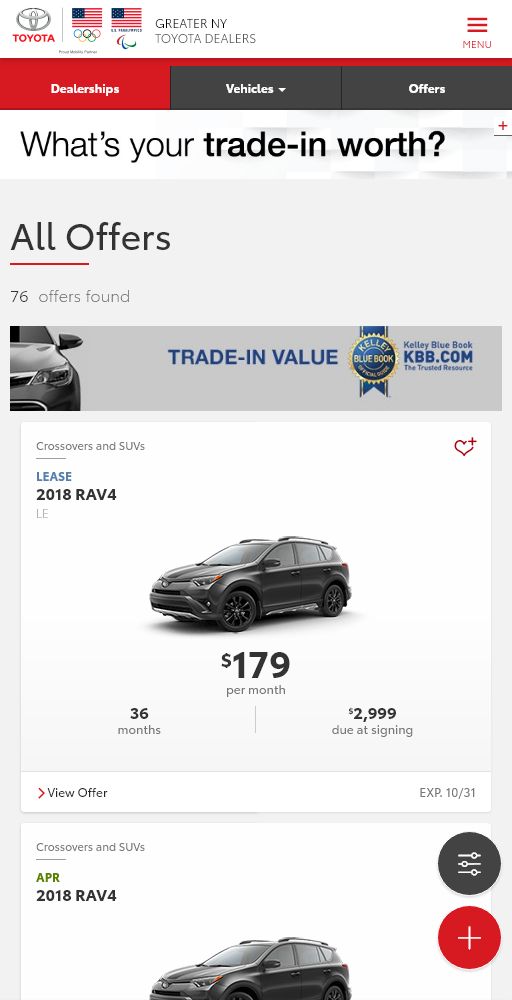 TOYOTA
Proud Mobility Partner
U.S. PARALYMPICS
GREATER NY
TOYOTA DEALERS
MENU
Dealerships
Vehicles
Offers
What's your trade-in worth?
+
All Offers
76 offers found
TRADE-IN VALUE
KELLEY
BLUE BOOK
OFFICIAL GUIDE
Kelley Blue Book
KBB.COM
The Trusted Resource
Crossovers and SUVs
LEASE
2018 RAV4
LE
$179
per month
36
months
$2,999
due at signing
View Offer
EXP. 10/31
Crossovers and SUVs
APR
2018 RAV4